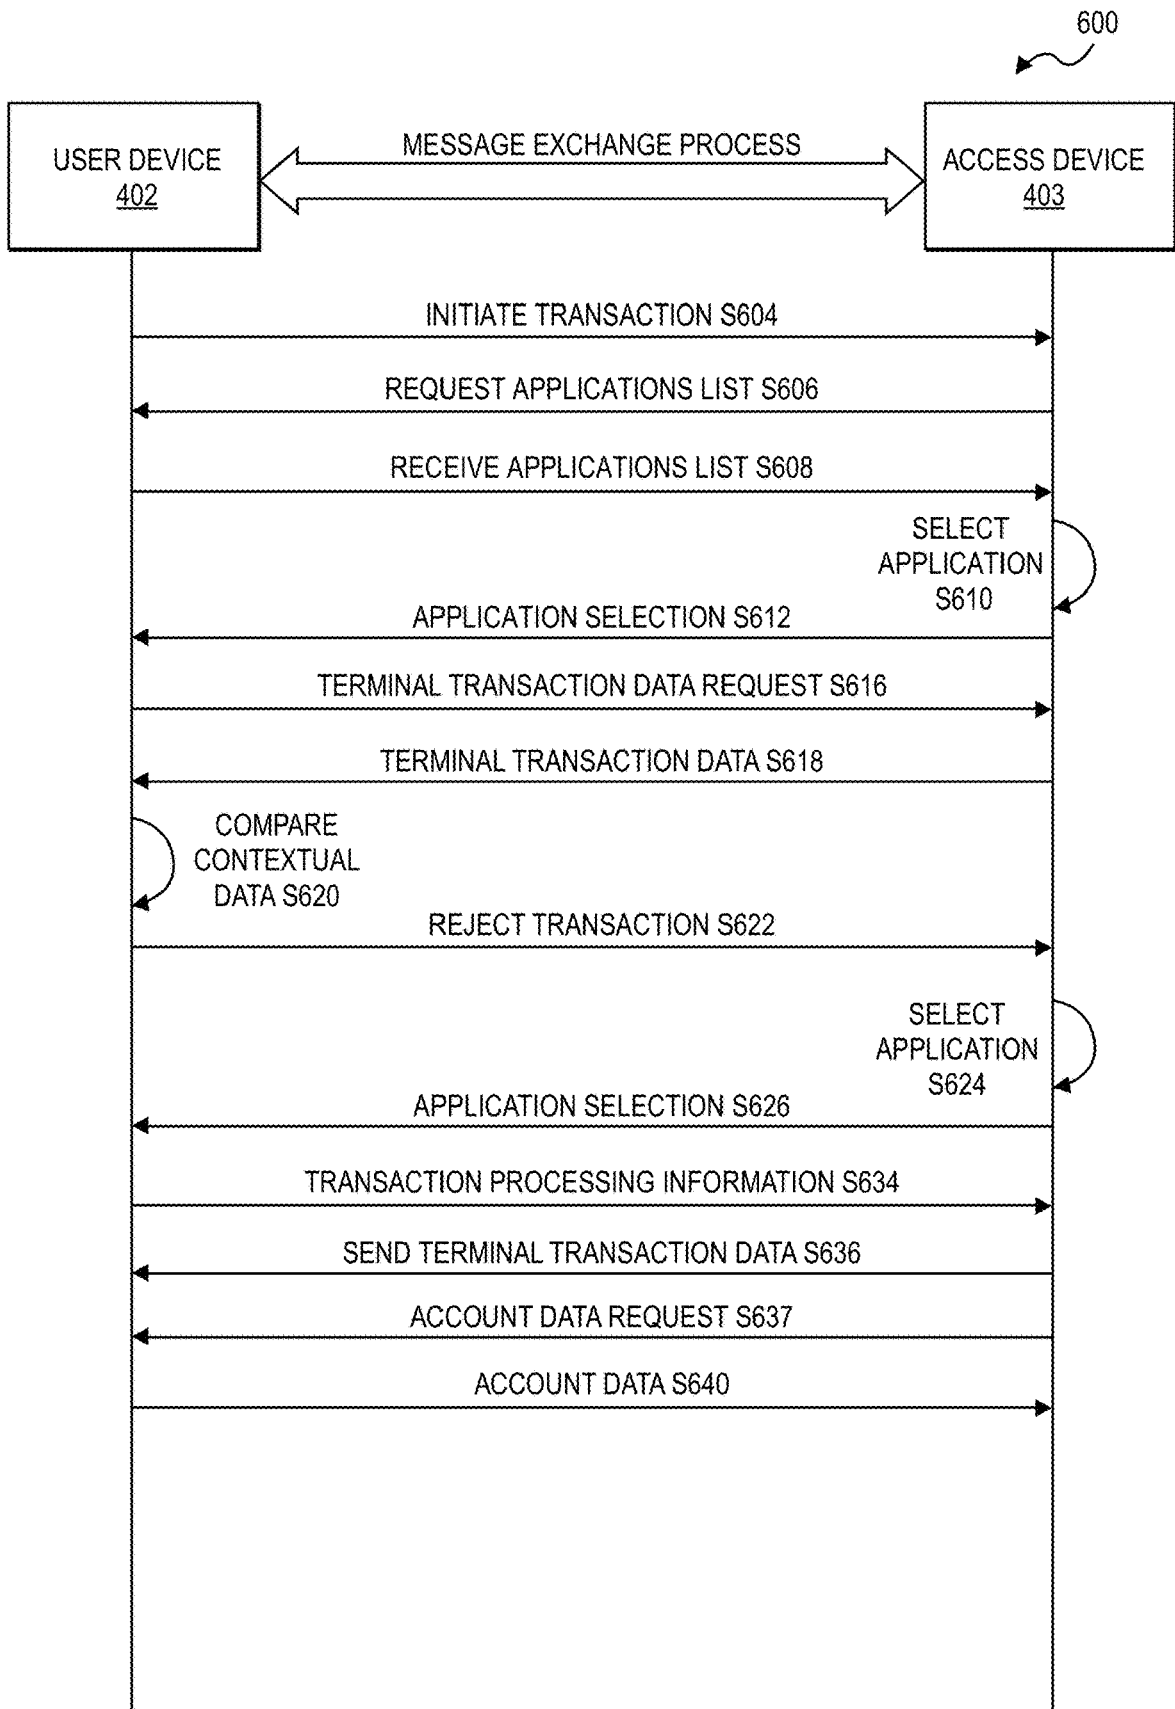 600
MESSAGE EXCHANGE PROCESS
USER DEVICE
402
ACCESS DEVICE
403
INITIATE TRANSACTION S604
REQUEST APPLICATIONS LIST S606
RECEIVE APPLICATIONS LIST S608
SELECT
APPLICATION
S610
APPLICATION SELECTION S612
TERMINAL TRANSACTION DATA REQUEST S616
TERMINAL TRANSACTION DATA S618
COMPARE
CONTEXTUAL
DATA S620
REJECT TRANSACTION S622
SELECT
APPLICATION
S624
APPLICATION SELECTION S626
TRANSACTION PROCESSING INFORMATION S634
SEND TERMINAL TRANSACTION DATA S636
ACCOUNT DATA REQUEST S637
ACCOUNT DATA S640